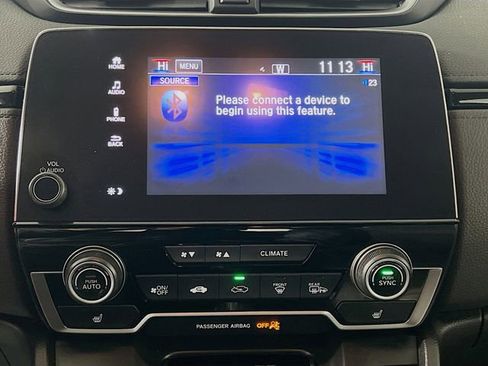 Hi MENU W 11 13 Hi
SOURCE 23
Please connect a device to
begin using this feature.
HOME
AUDIO
PHONE
BACK
VOL
AUDIO
CLIMATE
PUSH
AUTO
ON/
OFF
FRONT
REAR
PUSH
SYNC
PASSENGER AIRBAG OFF